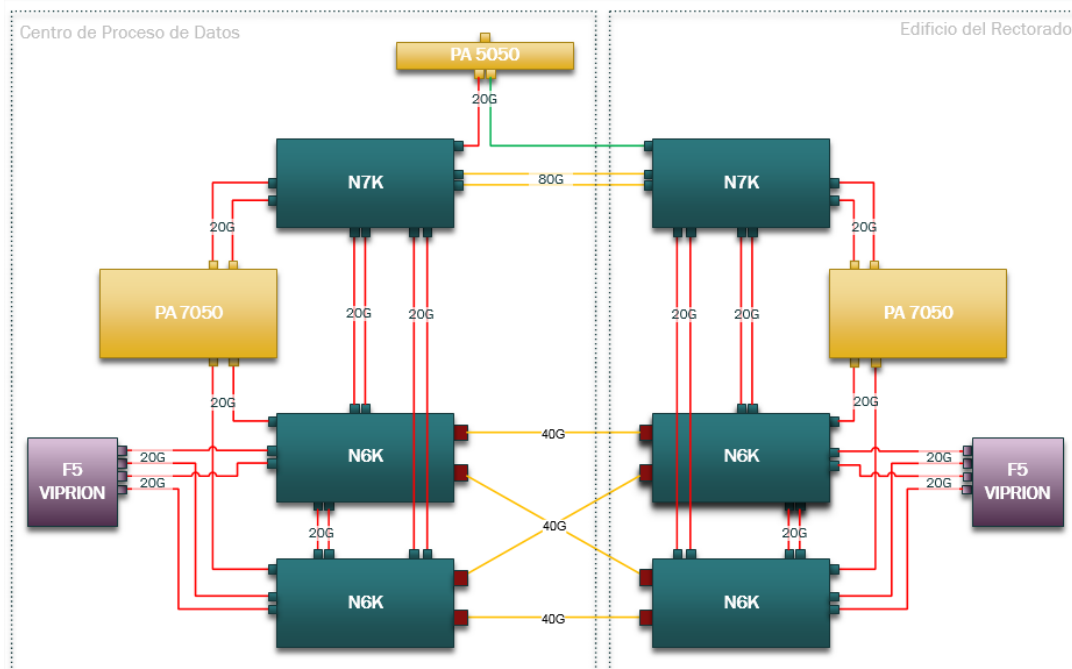 Centro de Proceso de Datos
Edificio del Rectorado
PA 5050
20G
N7K
80G
N7K
20G
20G
PA 7050
20G
20G
20G
20G
PA 7050
20G
20G
F5
VIPRION
20G
20G
N6K
40G
N6K
20G
20G
F5
VIPRION
20G
40G
20G
N6K
40G
N6K